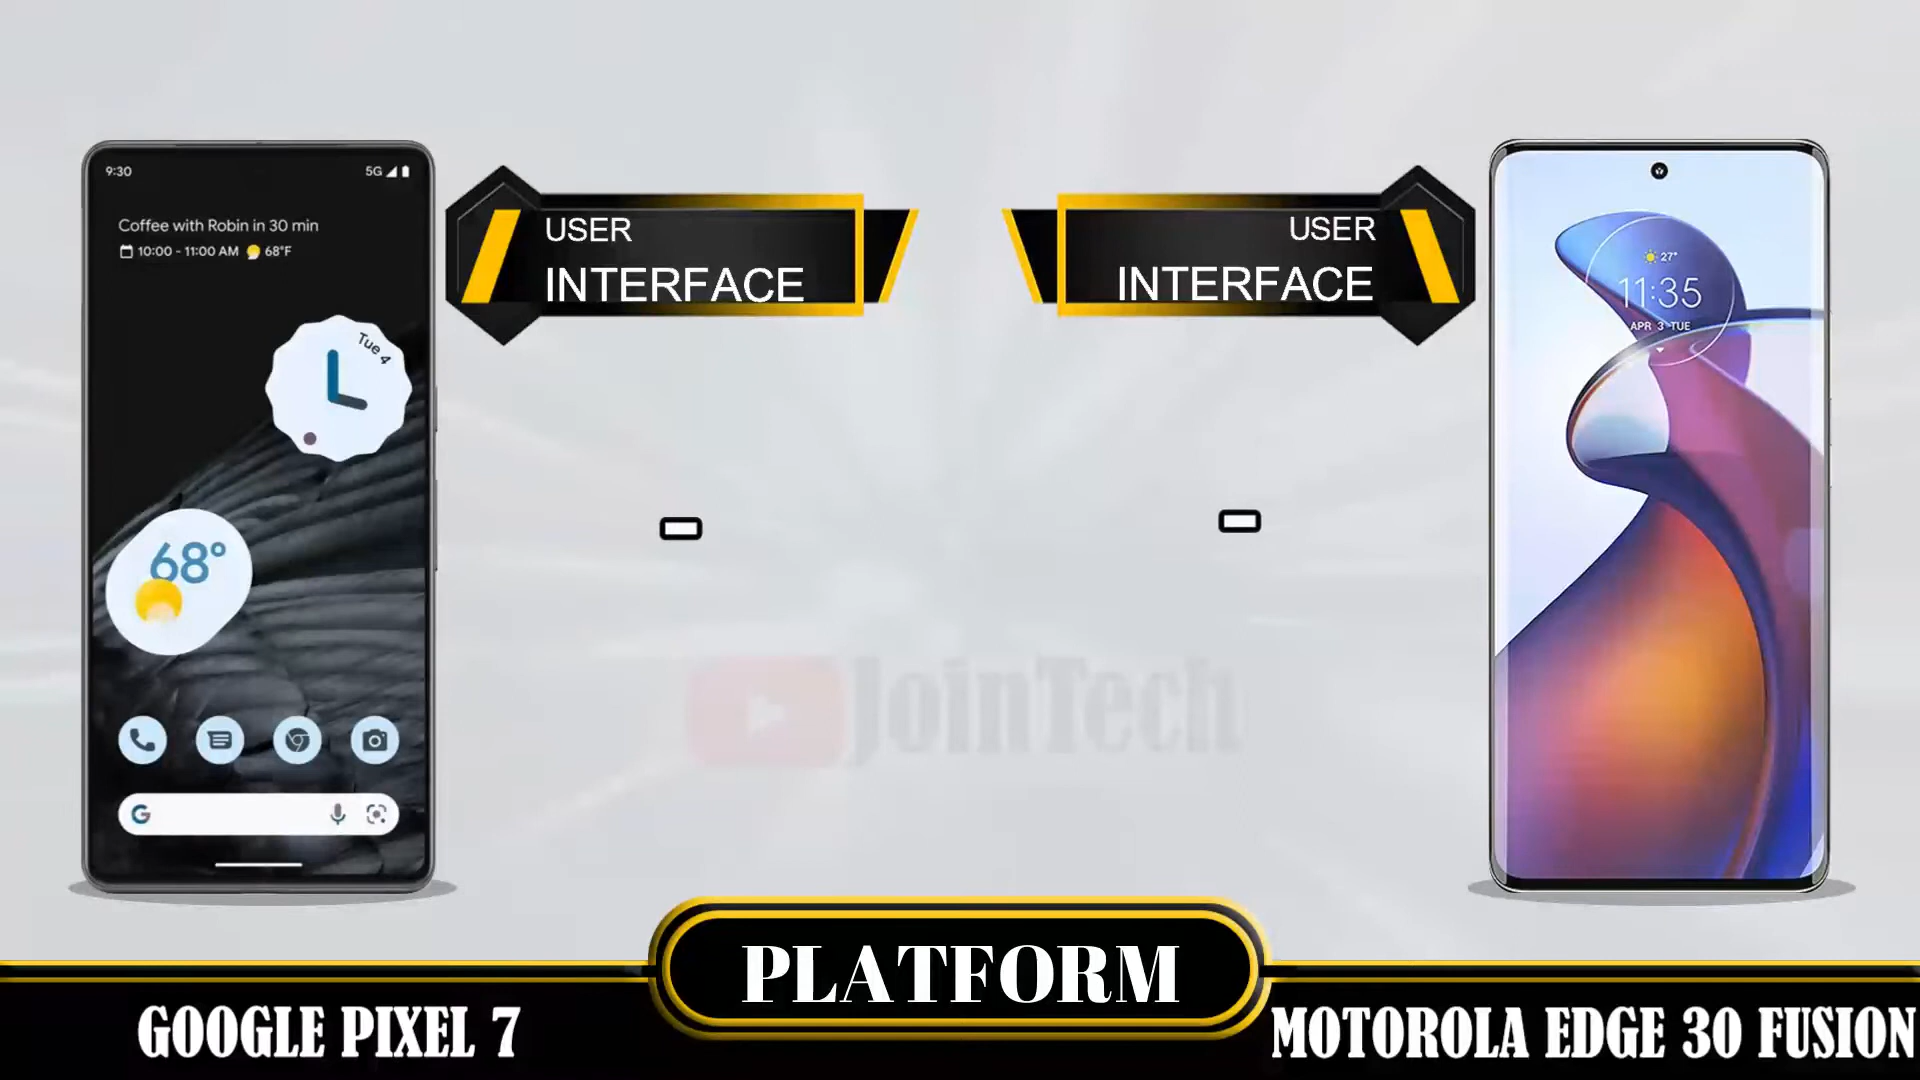 9:30
5G
Coffee with Robin in 30 min
10:00 - 11:00 AM 68°F
Tue 4
68°
G
USER
INTERFACE
-
USER
INTERFACE
-
27°
11:35
APR 3 TUE
JoinTech
PLATFORM
GOOGLE PIXEL 7
MOTOROLA EDGE 30 FUSION